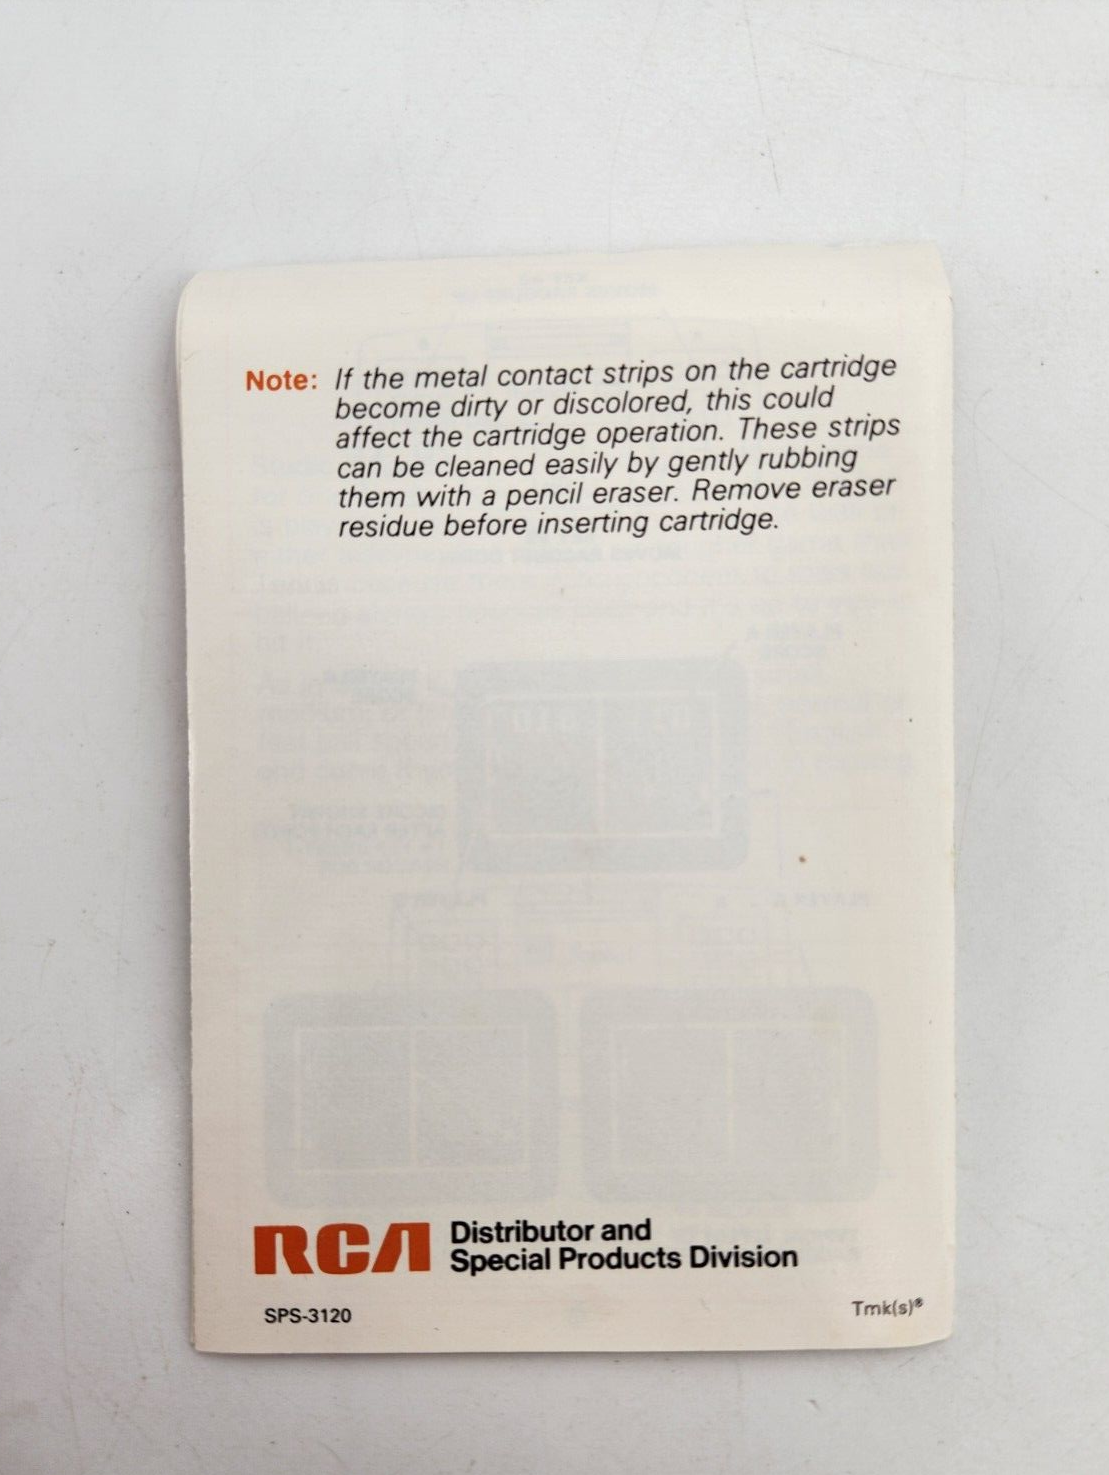 Note: If the metal contact strips on the cartridge
become dirty or discolored, this could
affect the cartridge operation. These strips
can be cleaned easily by gently rubbing
them with a pencil eraser. Remove eraser
residue before inserting cartridge.
RCA Distributor and
Special Products Division
SPS-3120
Tmk(s)®